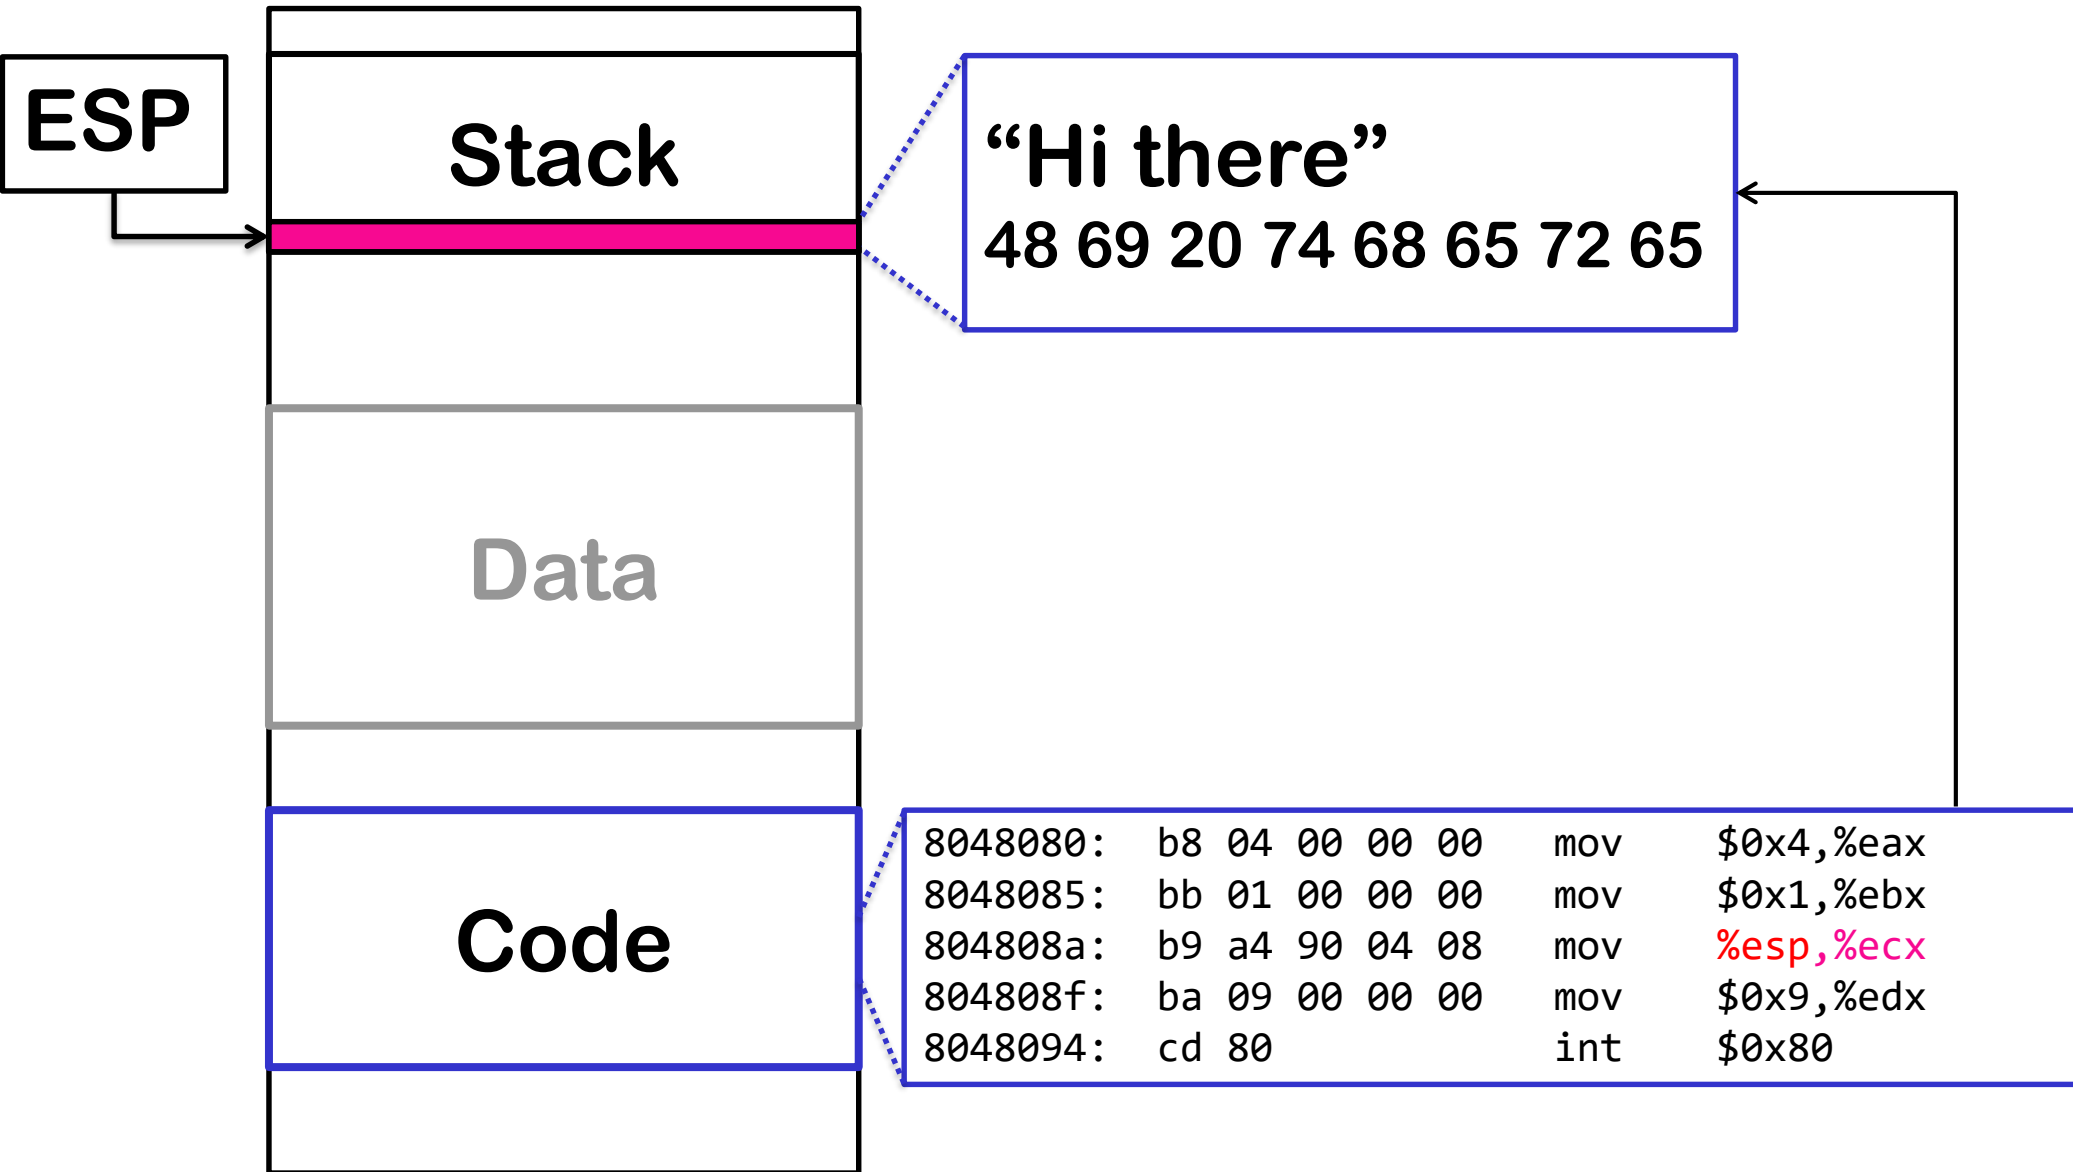 ESP
Stack
“Hi there”
48 69 20 74 68 65 72 65
Data
Code
8048080: b8 04 00 00 00 mov $0x4,%eax
8048085: bb 01 00 00 00 mov $0x1,%ebx
804808a: b9 a4 90 04 08 mov %esp,%ecx
804808f: ba 09 00 00 00 mov $0x9,%edx
8048094: cd 80 int $0x80